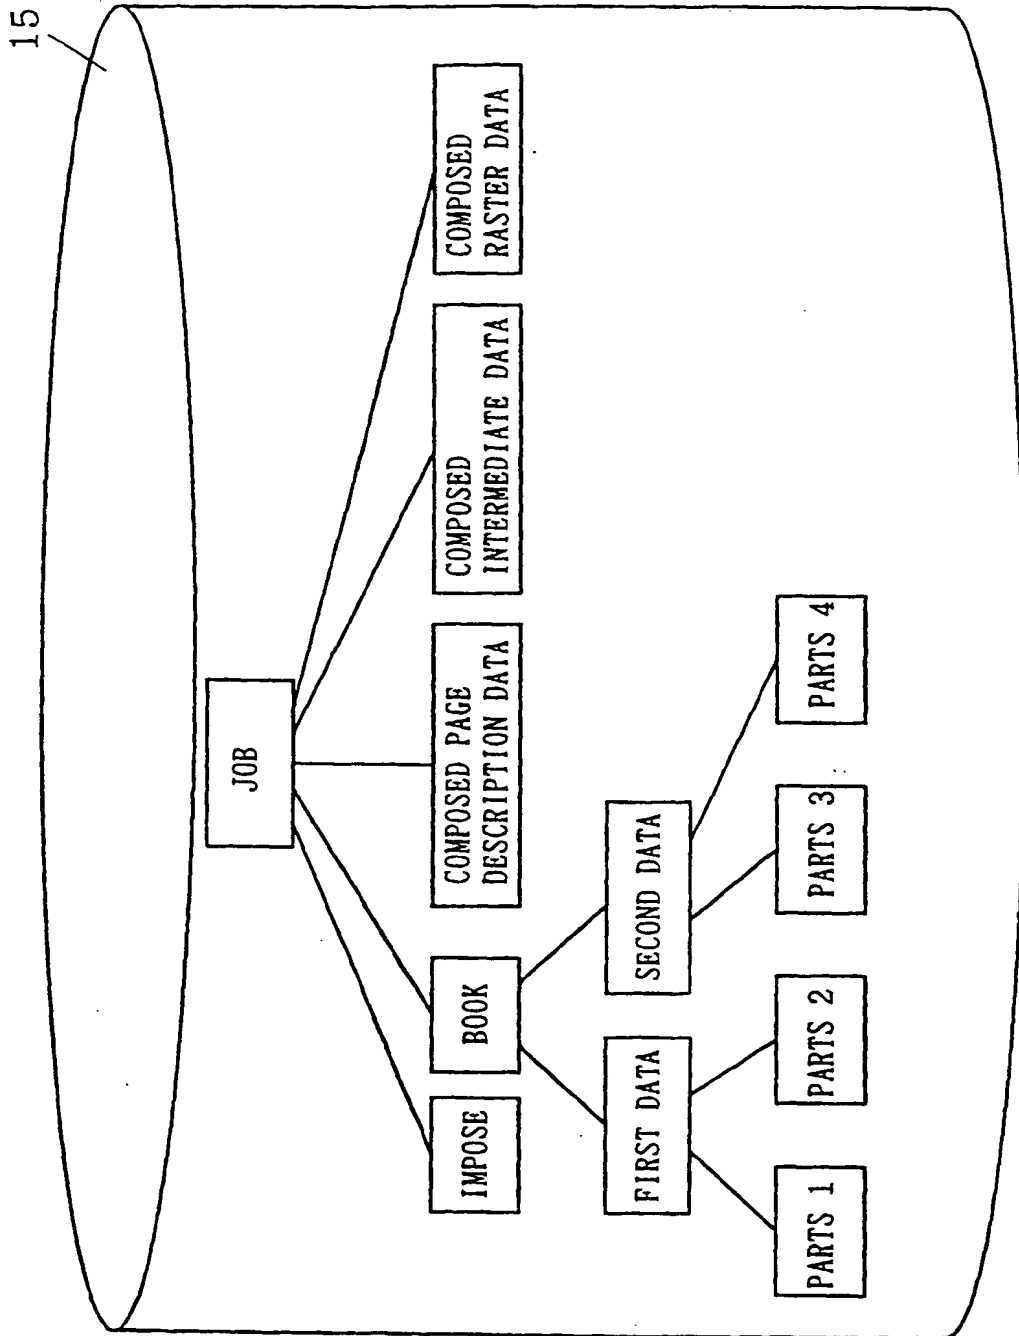 15
JOB
IMPOSE
BOOK
COMPOSED PAGE
DESCRIPTION DATA
COMPOSED
INTERMEDIATE DATA
COMPOSED
RASTER DATA
FIRST DATA
SECOND DATA
PARTS 1
PARTS 2
PARTS 3
PARTS 4